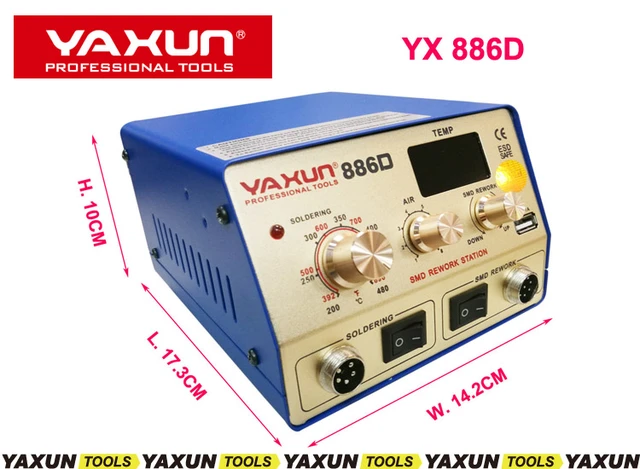 YAXUN®
PROFESSIONAL TOOLS
YX 886D
TEMP
CE
ESD
SAFE
YAXUN® 886D
PROFESSIONAL TOOLS
SOLDERING
AIR
SMD REWORK
DOWN
UP
600
350
700
300
400
500
250
392
°F
200
°C
480
1
SMD REWORK STATION
SOLDERING
SMD REWORK
H. 10CM
L. 17.3CM
W. 14.2CM
YAXUN TOOLS YAXUN TOOLS YAXUN TOOLS YAXUN TOOLS YAXUN TOOLS